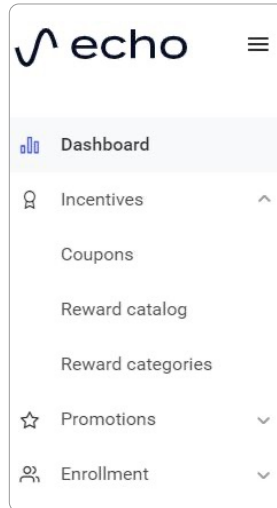 echo
Dashboard
Incentives
Coupons
Reward catalog
Reward categories
Promotions
Enrollment